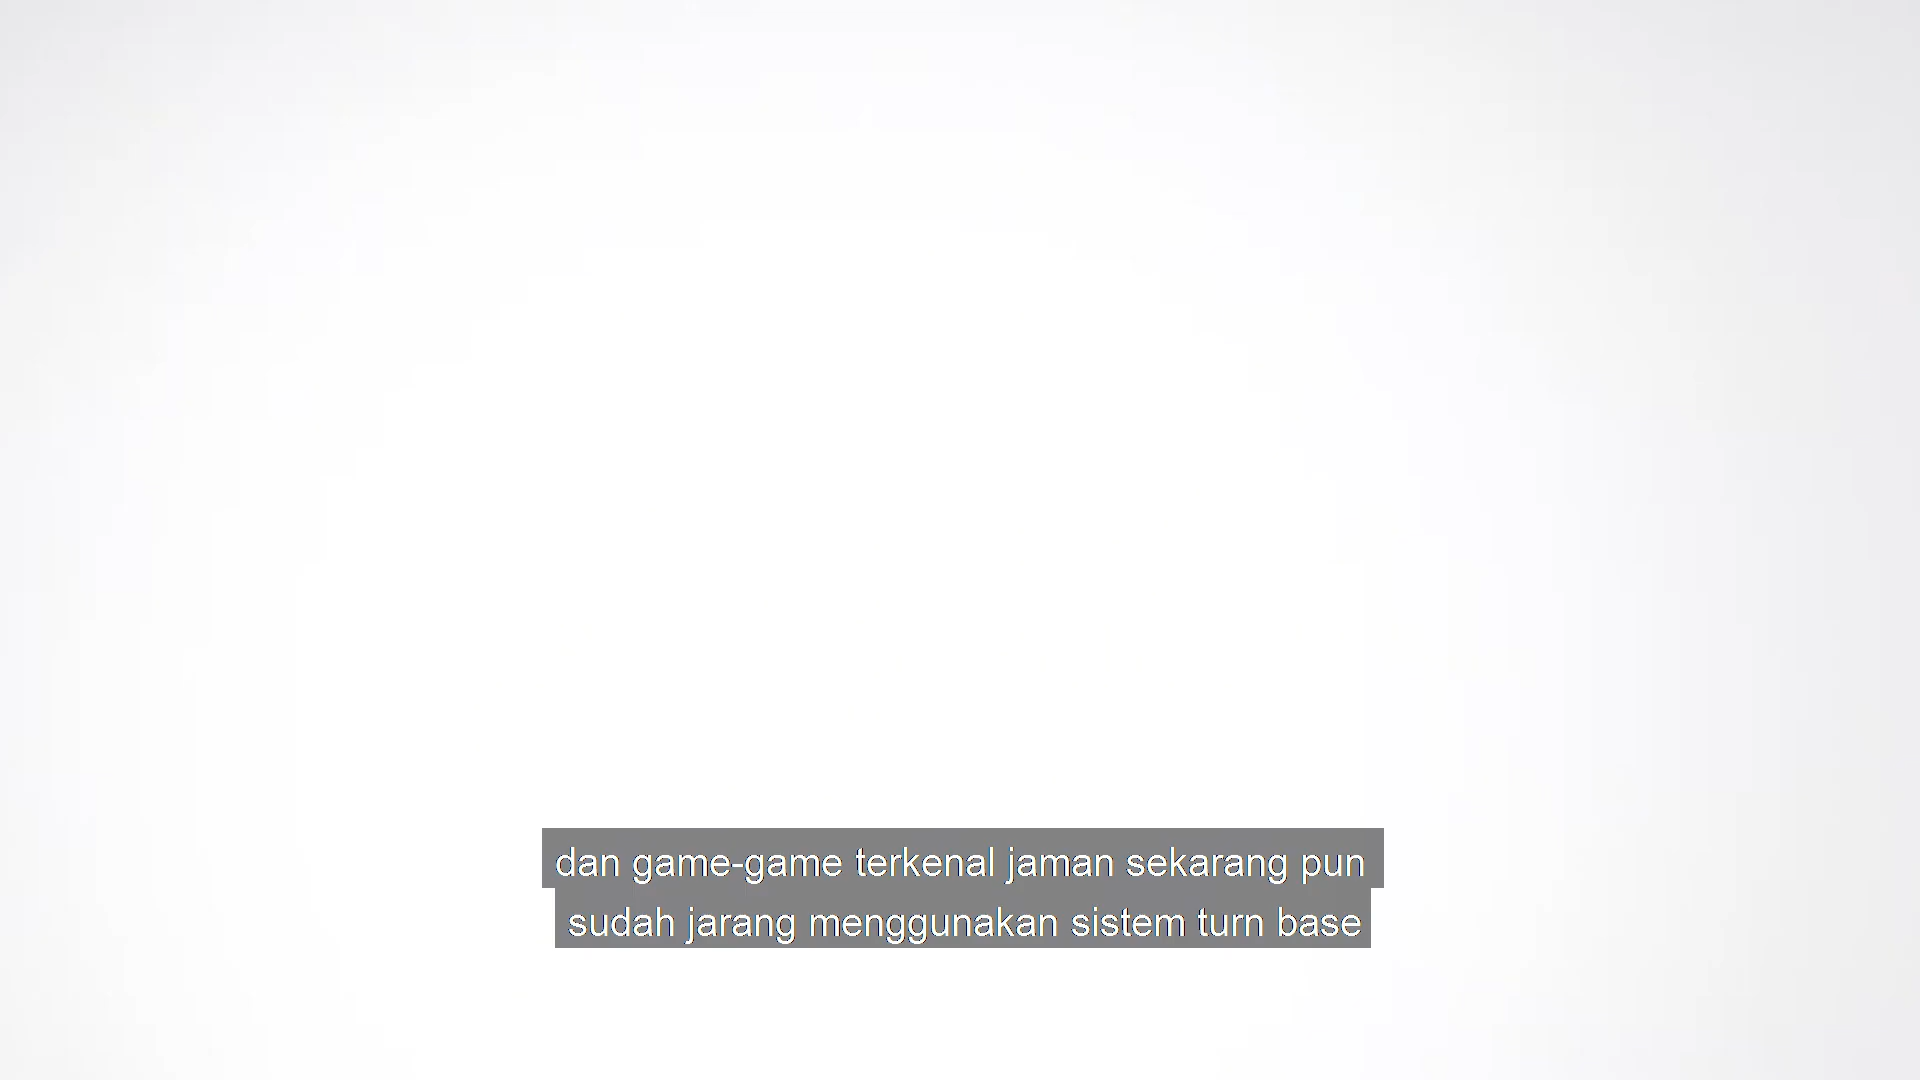 dan game-game terkenal jaman sekarang pun
sudah jarang menggunakan sistem turn base